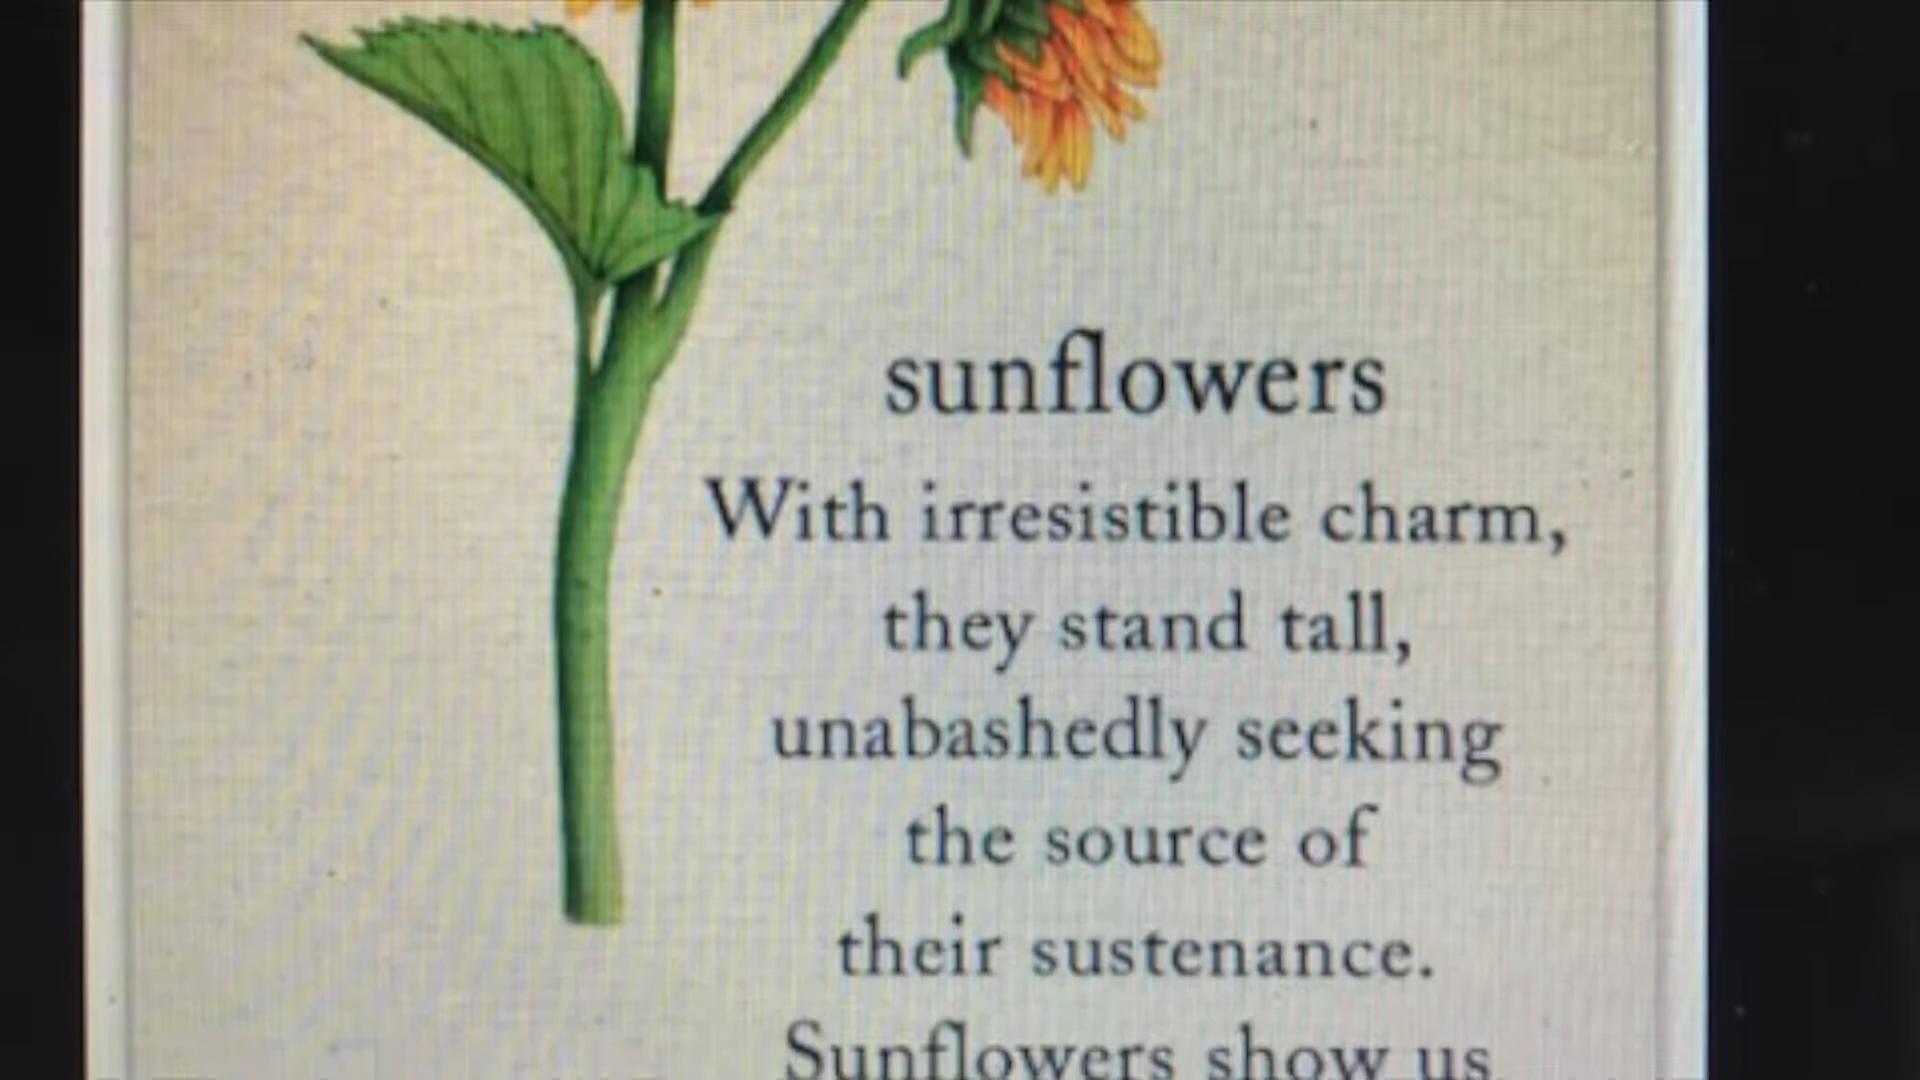 sunflowers
With irresistible charm,
they stand tall,
unabashedly seeking
the source of
their sustenance.
Sunflowers show us